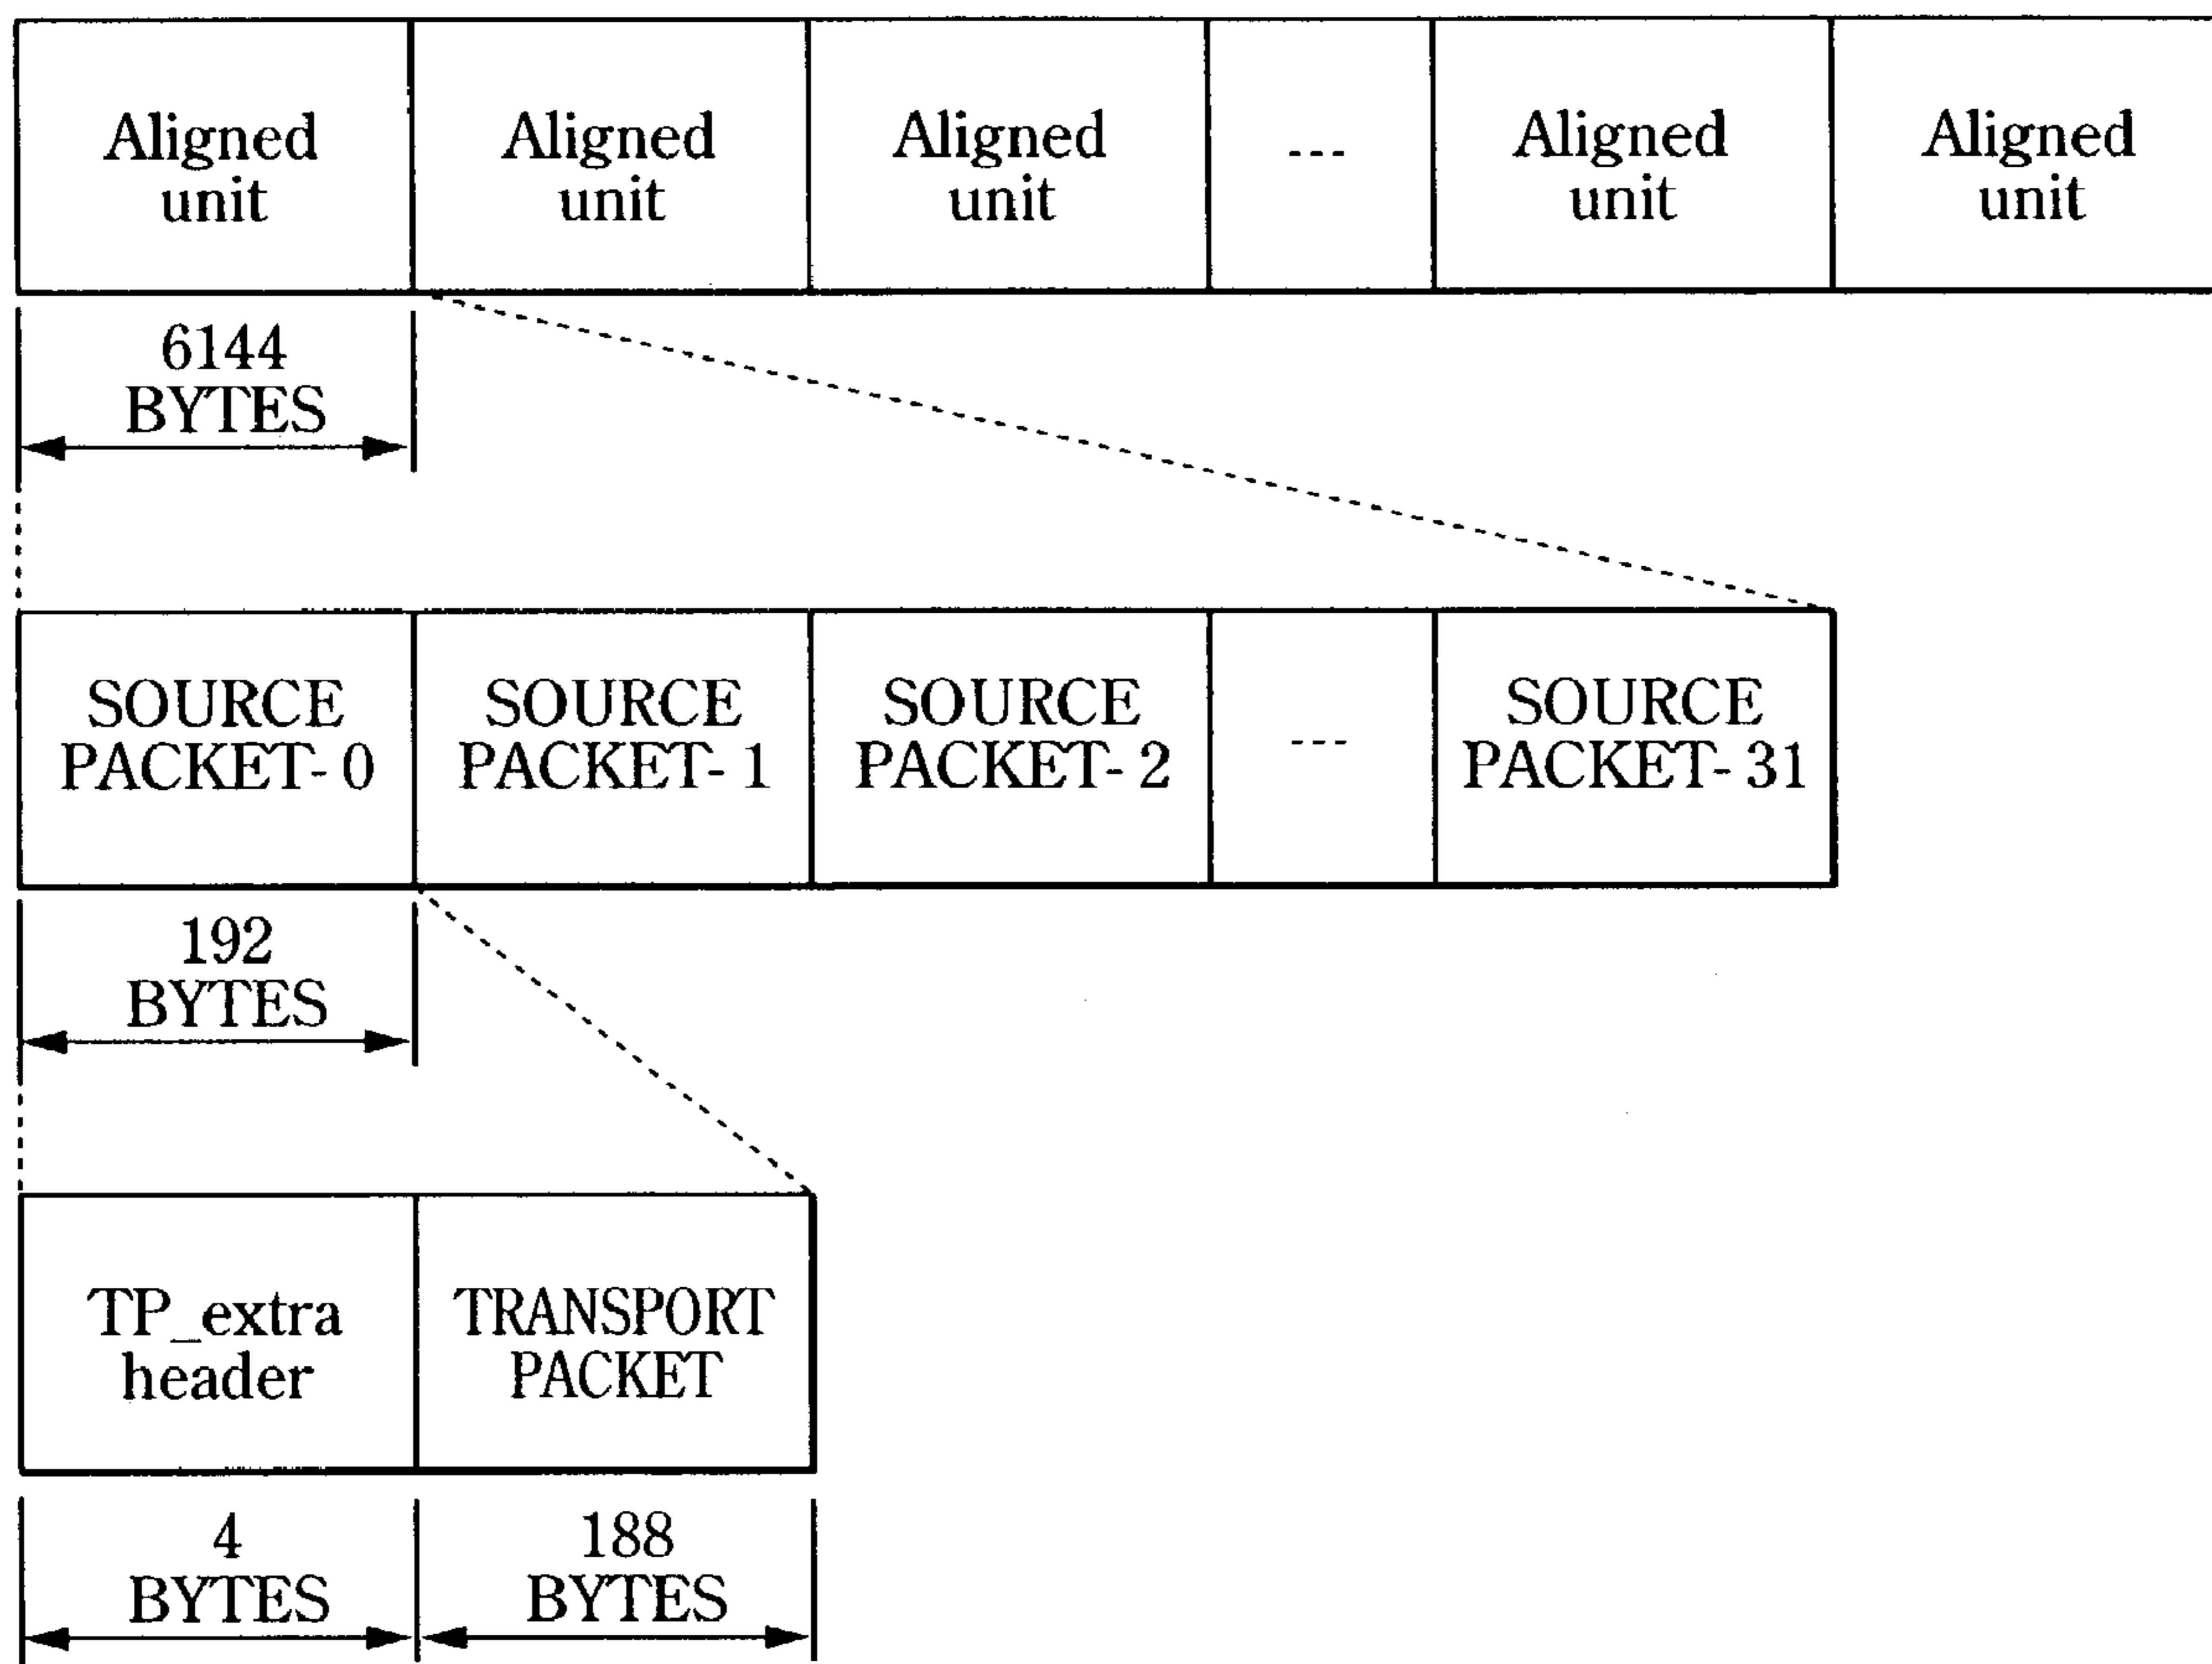 Aligned
unit
Aligned
unit
Aligned
unit
---
Aligned
unit
Aligned
unit
6144
BYTES
SOURCE
PACKET-0
SOURCE
PACKET-1
SOURCE
PACKET-2
---
SOURCE
PACKET-31
192
BYTES
TP_extra
header
TRANSPORT
PACKET
4
BYTES
188
BYTES